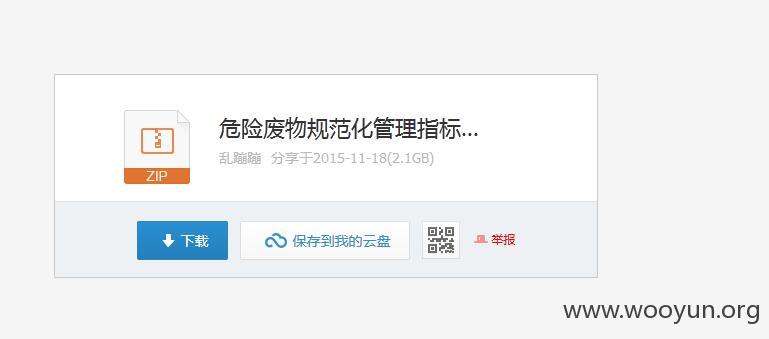 危险废物规范化管理指标...
乱蹦蹦 分享于2015-11-18(2.1GB)
ZIP
下载
保存到我的云盘
举报
www.wooyun.org